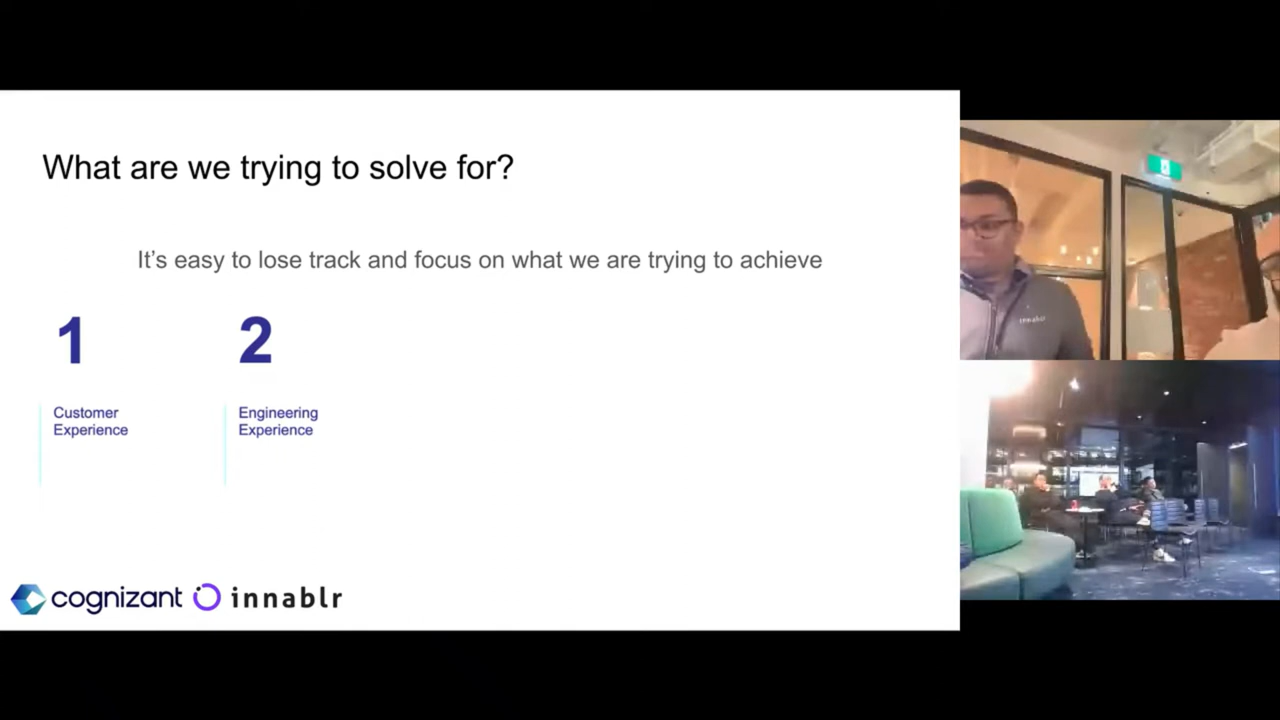 What are we trying to solve for?
It's easy to lose track and focus on what we are trying to achieve
1
2
Customer
Experience
Engineering
Experience
cognizant innablr
innablr